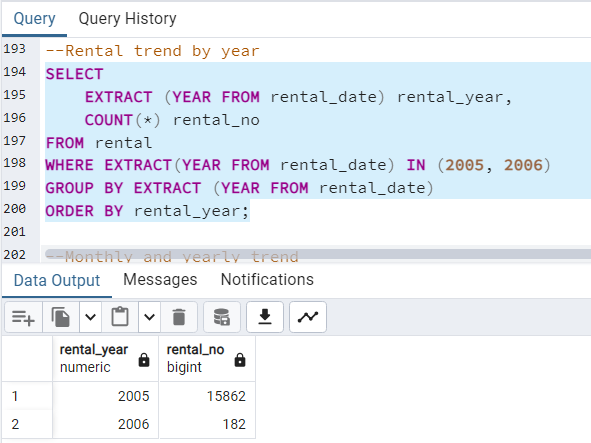 Query Query History
193 --Rental trend by year
194 SELECT
195 EXTRACT (YEAR FROM rental_date) rental_year,
196 COUNT(*) rental_no
197 FROM rental
198 WHERE EXTRACT(YEAR FROM rental_date) IN (2005, 2006)
199 GROUP BY EXTRACT (YEAR FROM rental_date)
200 ORDER BY rental_year;
201
202 --Monthly and yearly trend
Data Output Messages Notifications
rental_year rental_no
numeric bigint
1 2005 15862
2 2006 182